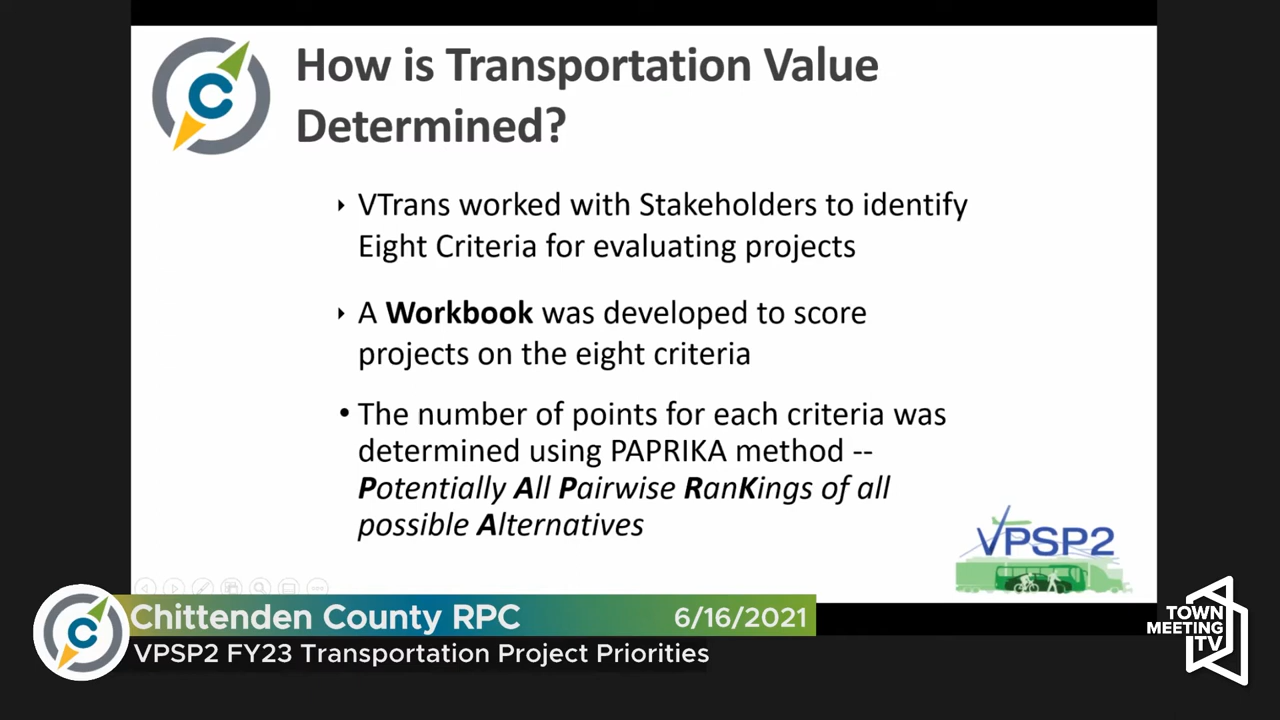 How is Transportation Value
Determined?
C
‣ VTrans worked with Stakeholders to identify
Eight Criteria for evaluating projects
‣ A Workbook was developed to score
projects on the eight criteria
• The number of points for each criteria was
determined using PAPRIKA method --
Potentially All Pairwise RanKings of all
possible Alternatives
VPSP2
C
Chittenden County RPC 6/16/2021
VPSP2 FY23 Transportation Project Priorities
TOWN
MEETING
TV